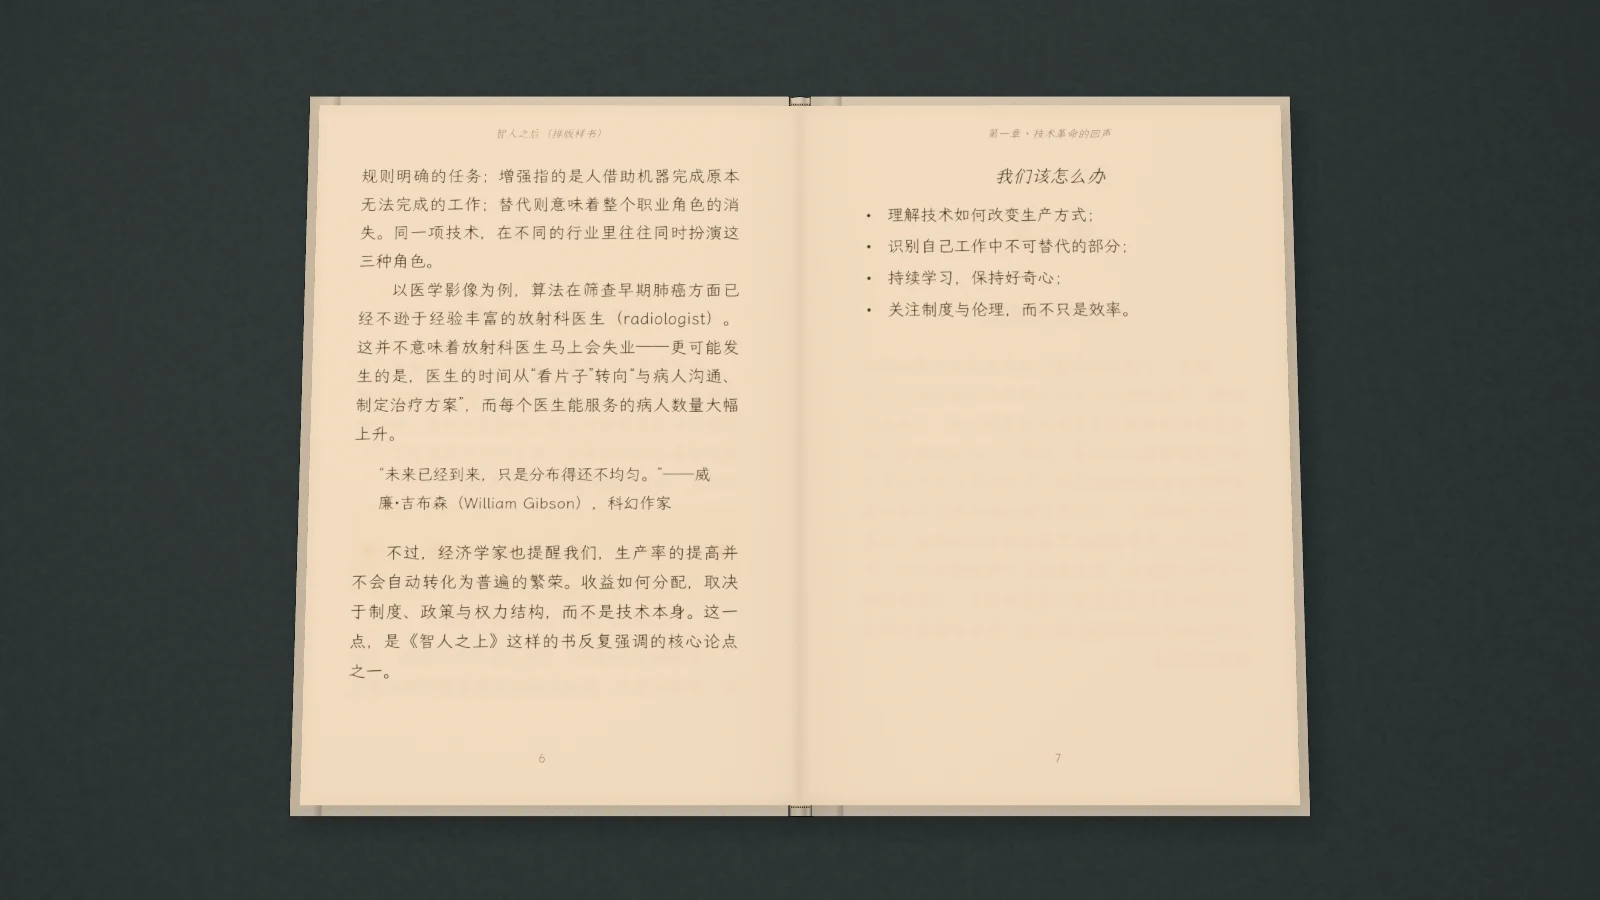 智人之后（排版样书）
规则明确的任务；增强指的是人借助机器完成原本
无法完成的工作；替代则意味着整个职业角色的消
失。同一项技术，在不同的行业里往往同时扮演这
三种角色。
以医学影像为例，算法在筛查早期肺癌方面已
经不逊于经验丰富的放射科医生（radiologist）。
这并不意味着放射科医生马上会失业——更可能发
生的是，医生的时间从“看片子”转向“与病人沟通、
制定治疗方案”，而每个医生能服务的病人数量大幅
上升。
“未来已经到来，只是分布得还不均匀。”——威
廉·吉布森（William Gibson），科幻作家
不过，经济学家也提醒我们，生产率的提高并
不会自动转化为普遍的繁荣。收益如何分配，取决
于制度、政策与权力结构，而不是技术本身。这一
点，是《智人之上》这样的书反复强调的核心论点
之一。
6
第一章·技术革命的回声
我们该怎么办
• 理解技术如何改变生产方式；
• 识别自己工作中不可替代的部分；
• 持续学习，保持好奇心；
• 关注制度与伦理，而不只是效率。
7